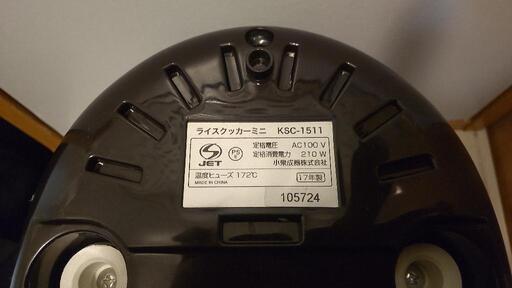 ライスクッカーミニ KSC-1511
定格電圧 AC100V
定格消費電力 210W
小泉成器株式会社
JET
PS
E
温度ヒューズ 172℃
17年製
MADE IN CHINA
105724